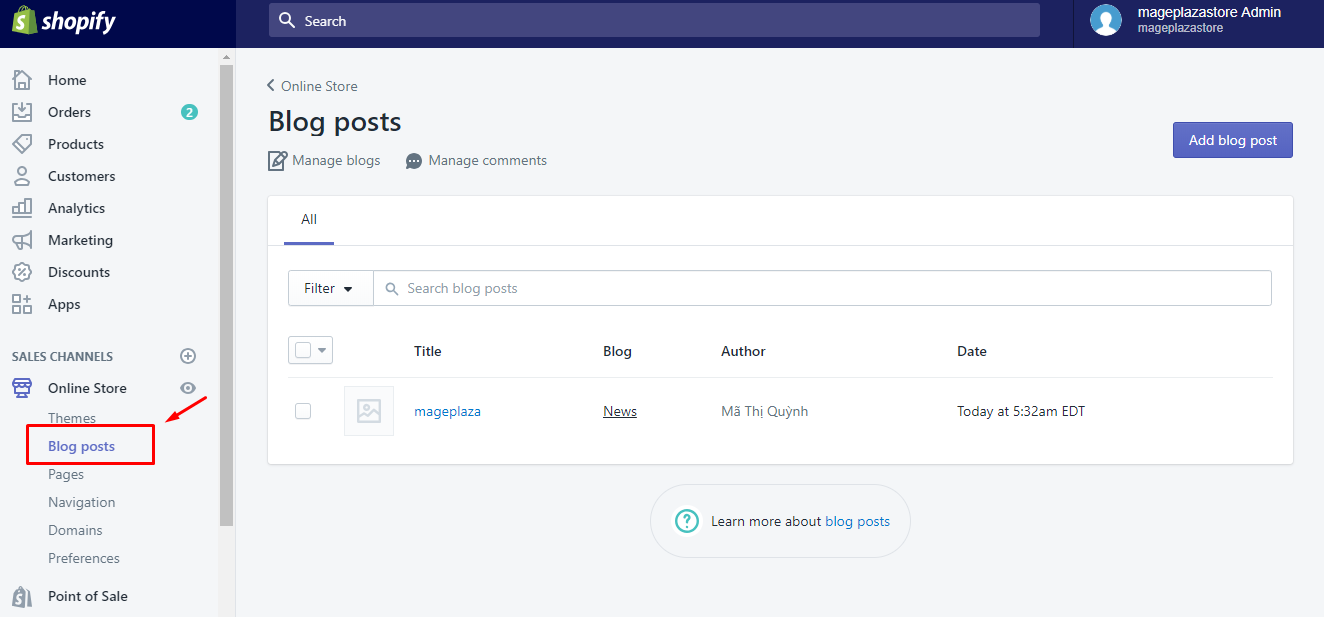 shopify
Search
mageplazastore Admin
mageplazastore
Home
Orders 2
Products
Customers
Analytics
Marketing
Discounts
Apps
SALES CHANNELS
Online Store
Themes
Blog posts
Pages
Navigation
Domains
Preferences
Point of Sale
Online Store
Blog posts
Manage blogs Manage comments
Add blog post
All
Filter Search blog posts
Title Blog Author Date
mageplaza News Mã Thị Quỳnh Today at 5:32am EDT
Learn more about blog posts